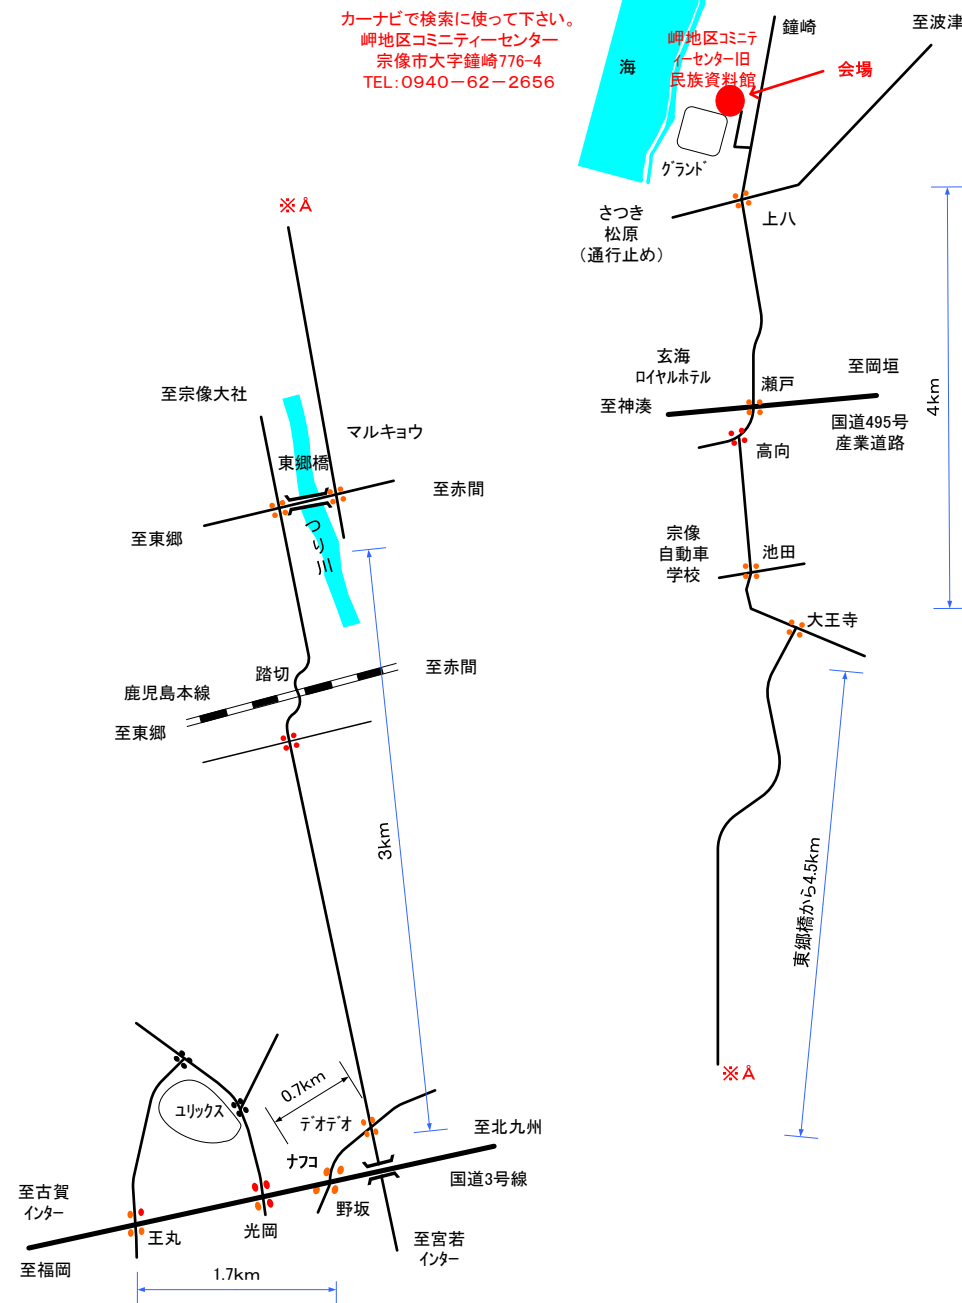 カーナビで検索に使って下さい。
岬地区コミニティーセンター
宗像市大字鐘崎776-4
TEL:0940-62-2656
鐘崎
至波津
海
岬地区コミニテ
ィーセンター旧
民族資料館
会場
グランド
さつき
松原
(通行止め)
上八
玄海
ロイヤルホテル
瀬戸
至岡垣
至神湊
国道495号
産業道路
高向
4km
宗像
自動車
学校
池田
大王寺
東郷橋から4.5km
※A
※A
至宗像大社
マルキョウ
東郷橋
至赤間
至東郷
つり川
踏切
至赤間
鹿児島本線
至東郷
3km
0.7km
ユリックス
デオデオ
至北九州
ナフコ
国道3号線
至古賀
インター
野坂
光岡
王丸
至宮若
インター
至福岡
1.7km